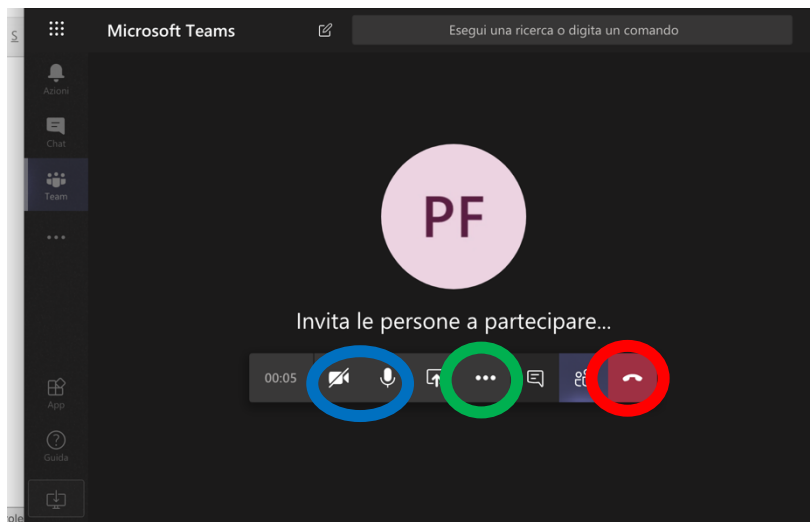 S
Microsoft Teams
Esegui una ricerca o digita un comando
Azioni
Chat
Team
PF
Invita le persone a partecipare...
00:05
App
Guida
ole